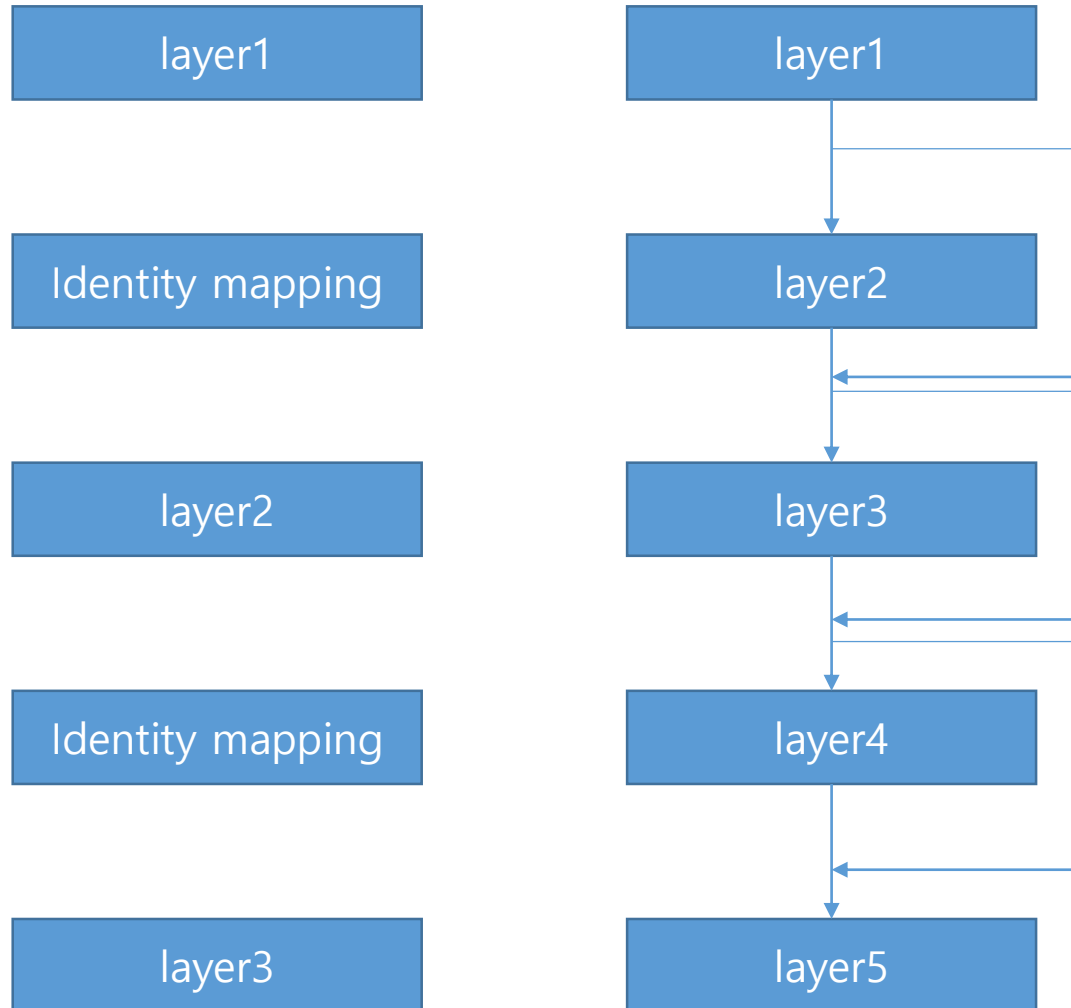 layer1
layer1
Identity mapping
layer2
layer2
layer3
Identity mapping
layer4
layer3
layer5